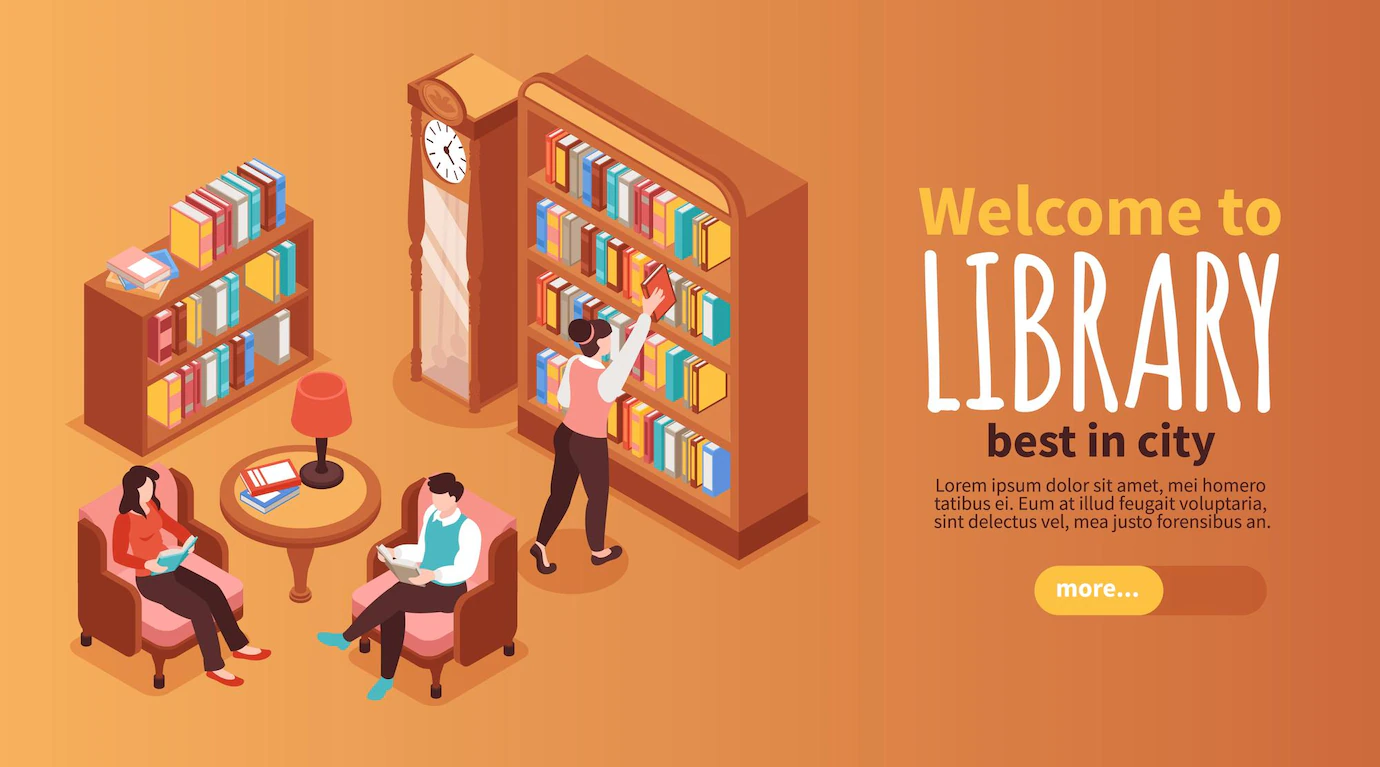 Welcome to
LIBRARY
best in city
Lorem ipsum dolor sit amet, mei homero
tatibus ei. Eum at illud feugait voluptaria,
sint delectus vel, mea justo forensibus an.
more...